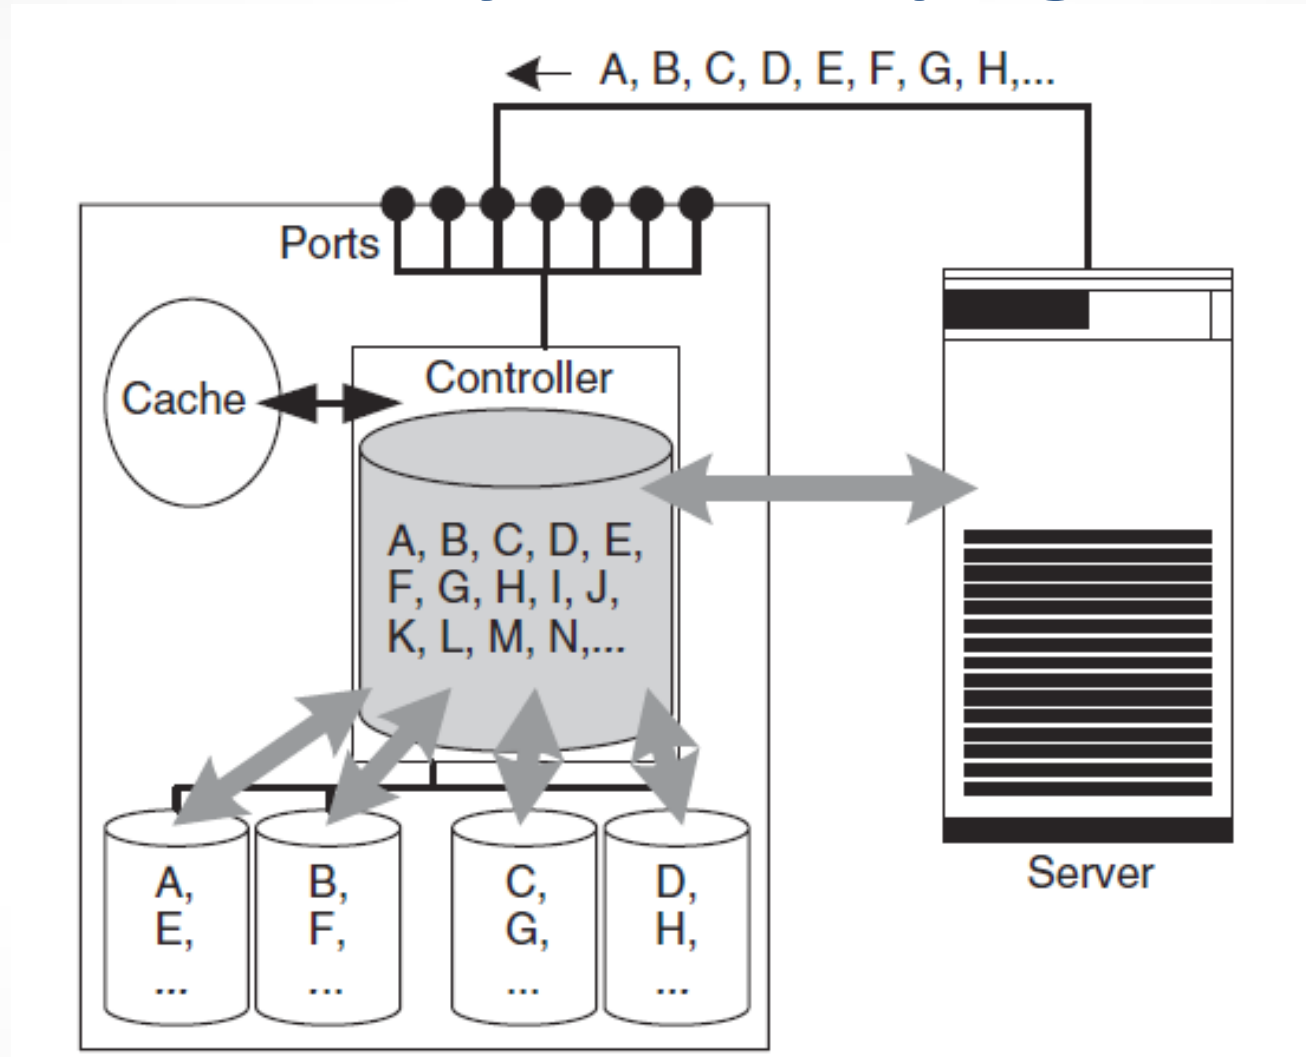 A, B, C, D, E, F, G, H,...
Ports
Cache
Controller
A, B, C, D, E,
F, G, H, I, J,
K, L, M, N,...
A,
E,
...
B,
F,
...
C,
G,
...
D,
H,
...
Server